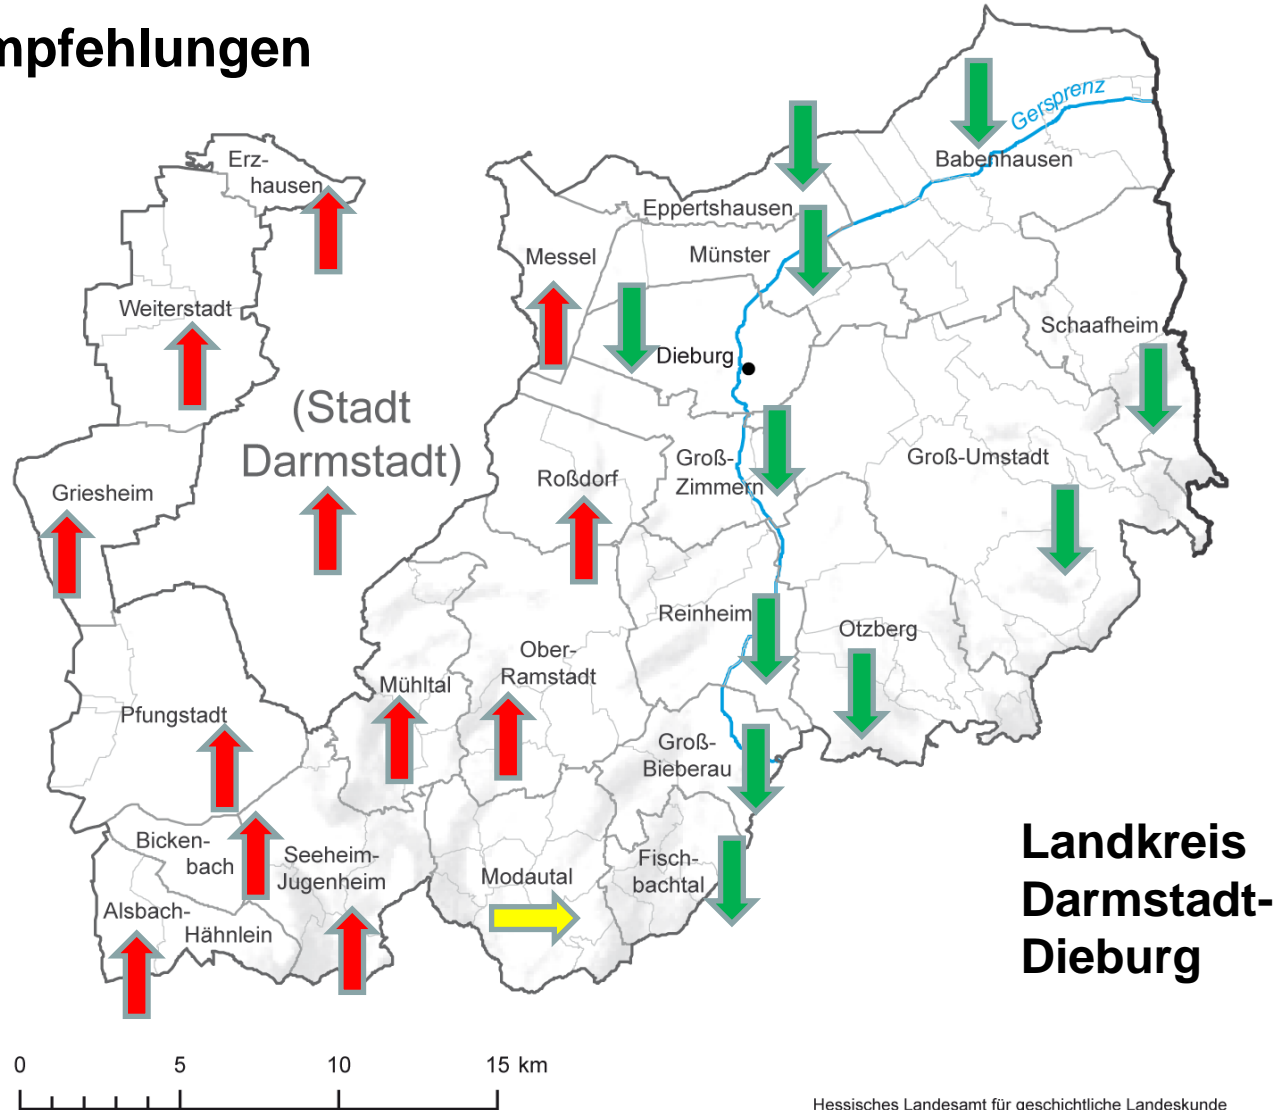 mpfehlungen
Gersprenz
Babenhausen
Erz-
hausen
Eppertshausen
Münster
Messel
Weiterstadt
Schaafheim
Dieburg
(Stadt
Darmstadt)
Groß-
Zimmern
Groß-Umstadt
Roßdorf
Griesheim
Reinheim
Otzberg
Ober-
Ramstadt
Mühltal
Pfungstadt
Groß-
Bieberau
Bicken-
bach
Seeheim-
Jugenheim
Modautal
Fisch-
bachtal
Alsbach-
Hähnlein
Landkreis
Darmstadt-
Dieburg
0 5 10 15 km
Hessisches Landesamt für geschichtliche Landeskunde